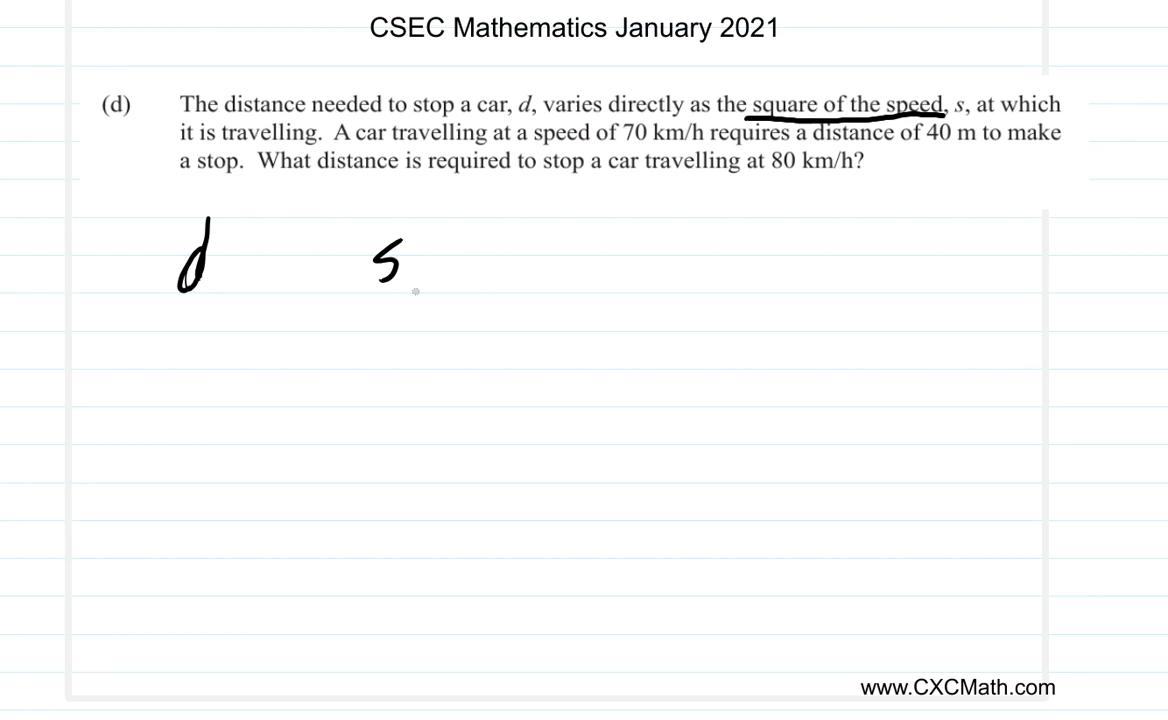 CSEC Mathematics January 2021
(d) The distance needed to stop a car, d, varies directly as the square of the speed, s, at which
it is travelling. A car travelling at a speed of 70 km/h requires a distance of 40 m to make
a stop. What distance is required to stop a car travelling at 80 km/h?
d s
www.CXCMath.com